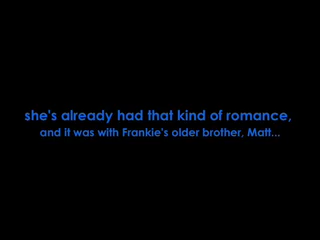 she's already had that kind of romance,
and it was with Frankie's older brother, Matt...